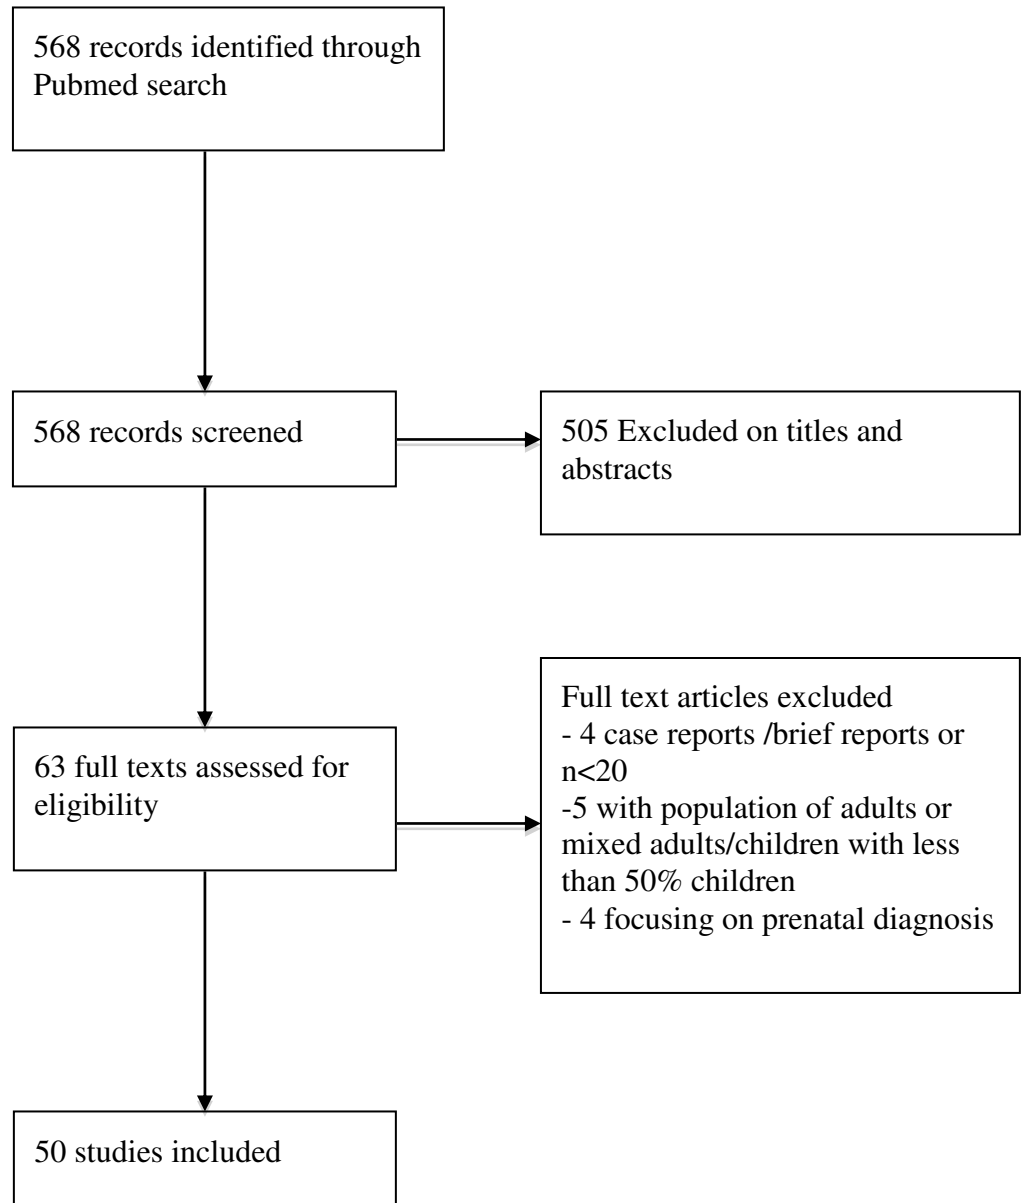 568 records identified through
Pubmed search
568 records screened
505 Excluded on titles and
abstracts
63 full texts assessed for
eligibility
Full text articles excluded
- 4 case reports /brief reports or
n<20
-5 with population of adults or
mixed adults/children with less
than 50% children
- 4 focusing on prenatal diagnosis
50 studies included